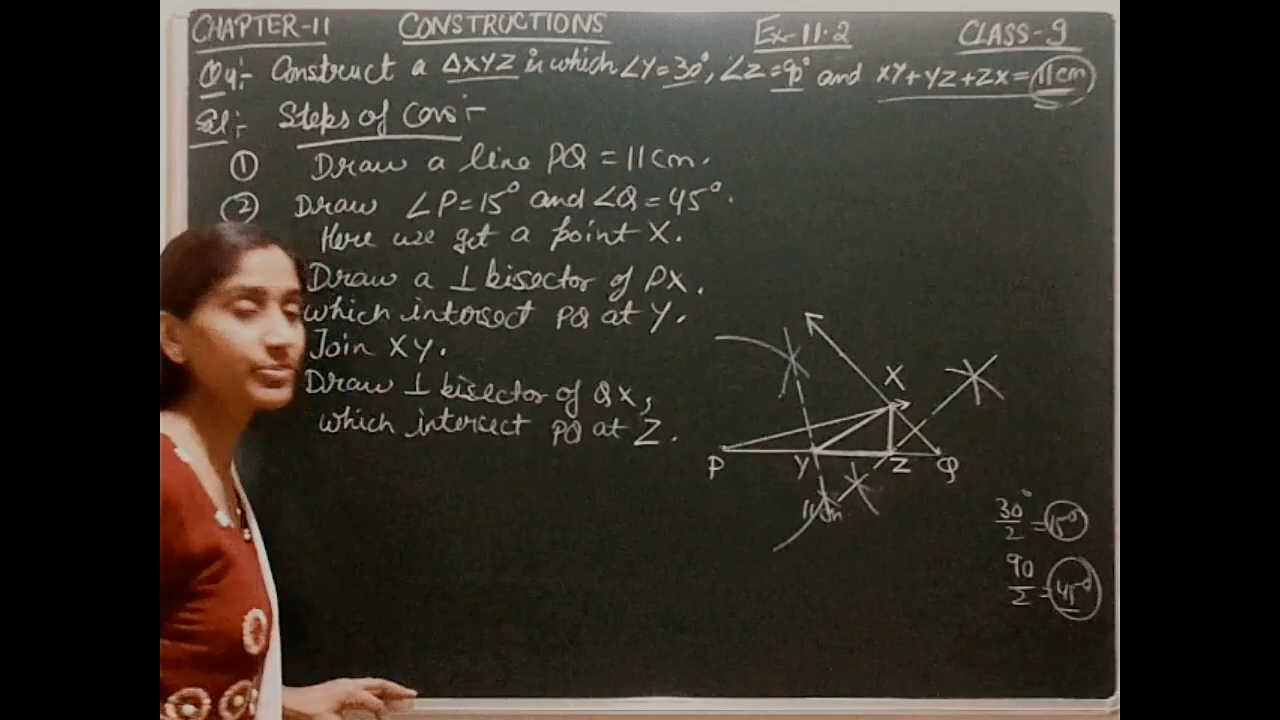 CHAPTER-11 CONSTRUCTIONS Ex-11.2 CLASS-9
Q4:- Construct a ΔXYZ in which ∠Y=30°, ∠Z=90° and XY+YZ+ZX=11cm
Sol:- Steps of Cons:-
① Draw a line PQ = 11cm.
② Draw ∠P=15° and ∠Q=45°.
Here we get a point X.
Draw a ⊥ bisector of PX.
which intersect PQ at Y.
Join XY.
Draw ⊥ bisector of QX,
which intersect PQ at Z.
X
P Y Z Q
11cm
30°/2 = 15°
90/2 = 45°